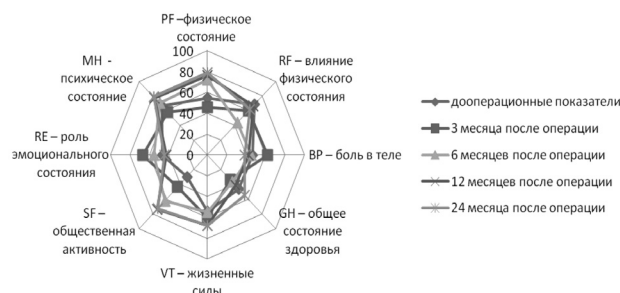 PF – физическое
состояние
RF – влияние
физического
состояния
BP – боль в теле
GH – общее
состояние
здоровья
VT – жизненные
силы
SF –
общественная
активность
RE – роль
эмоционального
состояния
MH -
психическое
состояние
100
80
60
40
20
0
дооперационные показатели
3 месяца после операции
6 месяцев после операции
12 месяцев после операции
24 месяца после операции